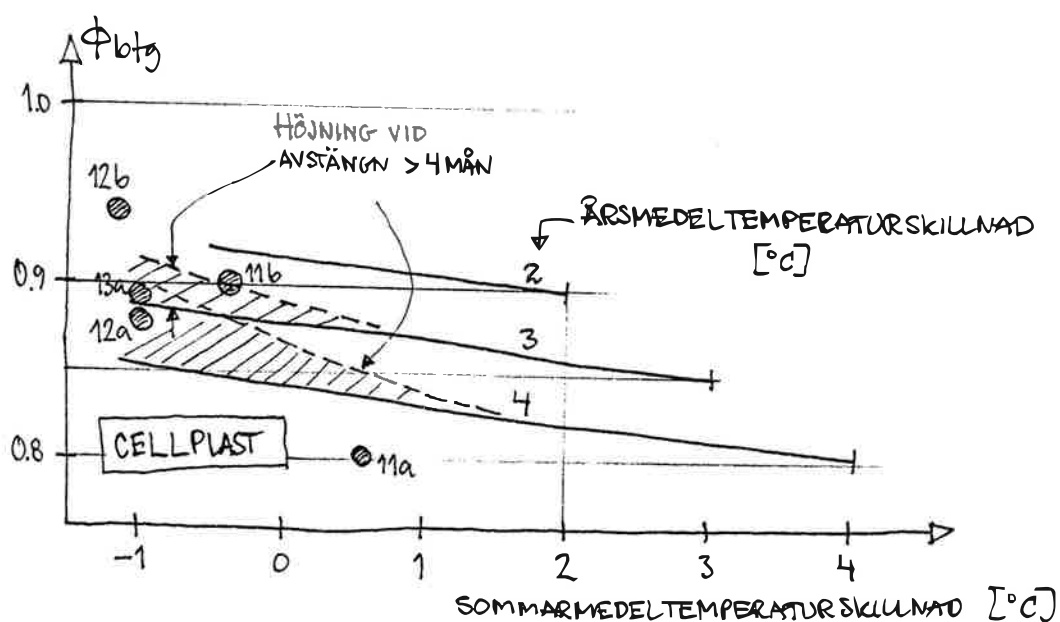 Φbtg
1.0
HÖJNING VID
AVSTÄNGN > 4 MÅN
12b
ÅRSMEDELTEMPERATURSKILLNAD
[°C]
2
0.9
13a
11b
12a
3
4
0.8
CELLPLAST
11a
-1
0
1
2
3
4
SOMMARMEDELTEMPERATURSKILLNAD [°C]